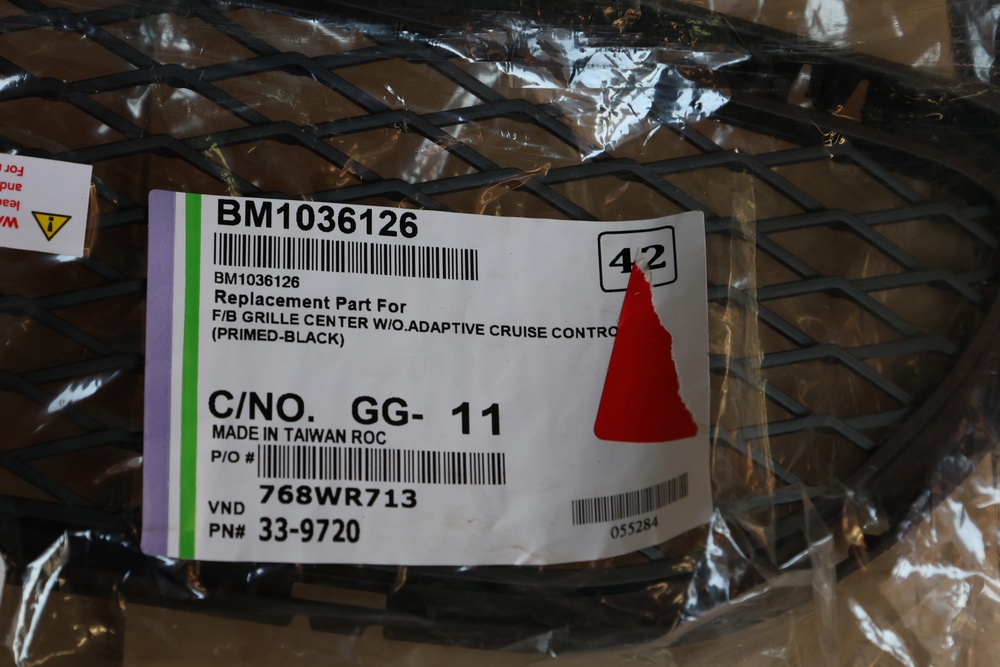 BM1036126
42
BM1036126
Replacement Part For
F/B GRILLE CENTER W/O.ADAPTIVE CRUISE CONTRO
(PRIMED-BLACK)
C/NO. GG- 11
MADE IN TAIWAN ROC
P/O #
768WR713
VND
PN# 33-9720
055284